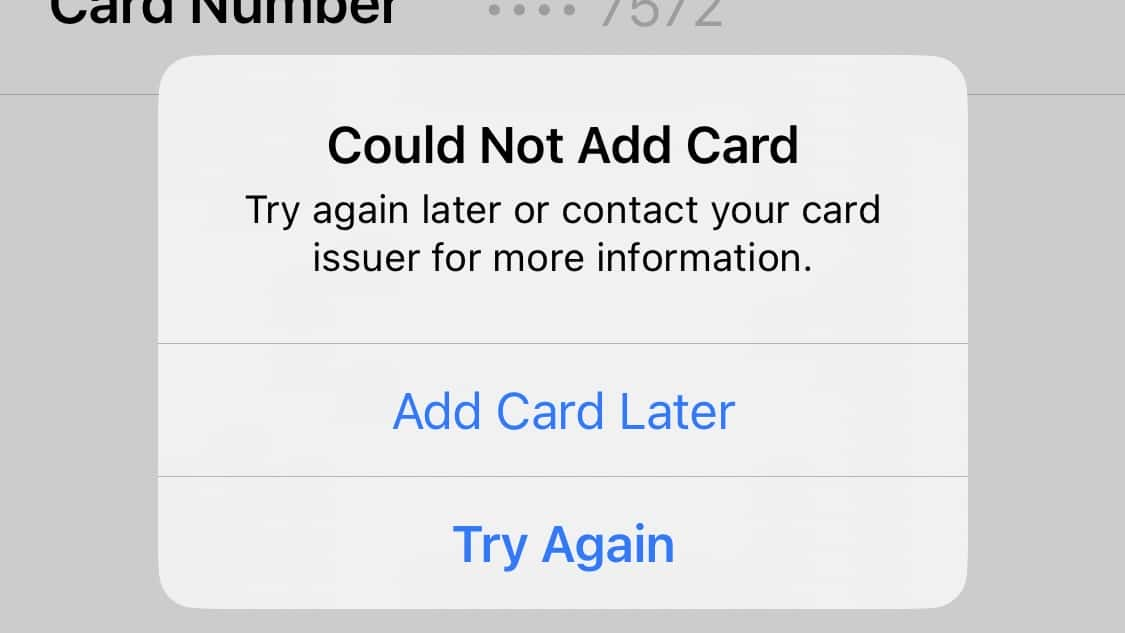 Card Number •••• 7572
Could Not Add Card
Try again later or contact your card
issuer for more information.
Add Card Later
Try Again